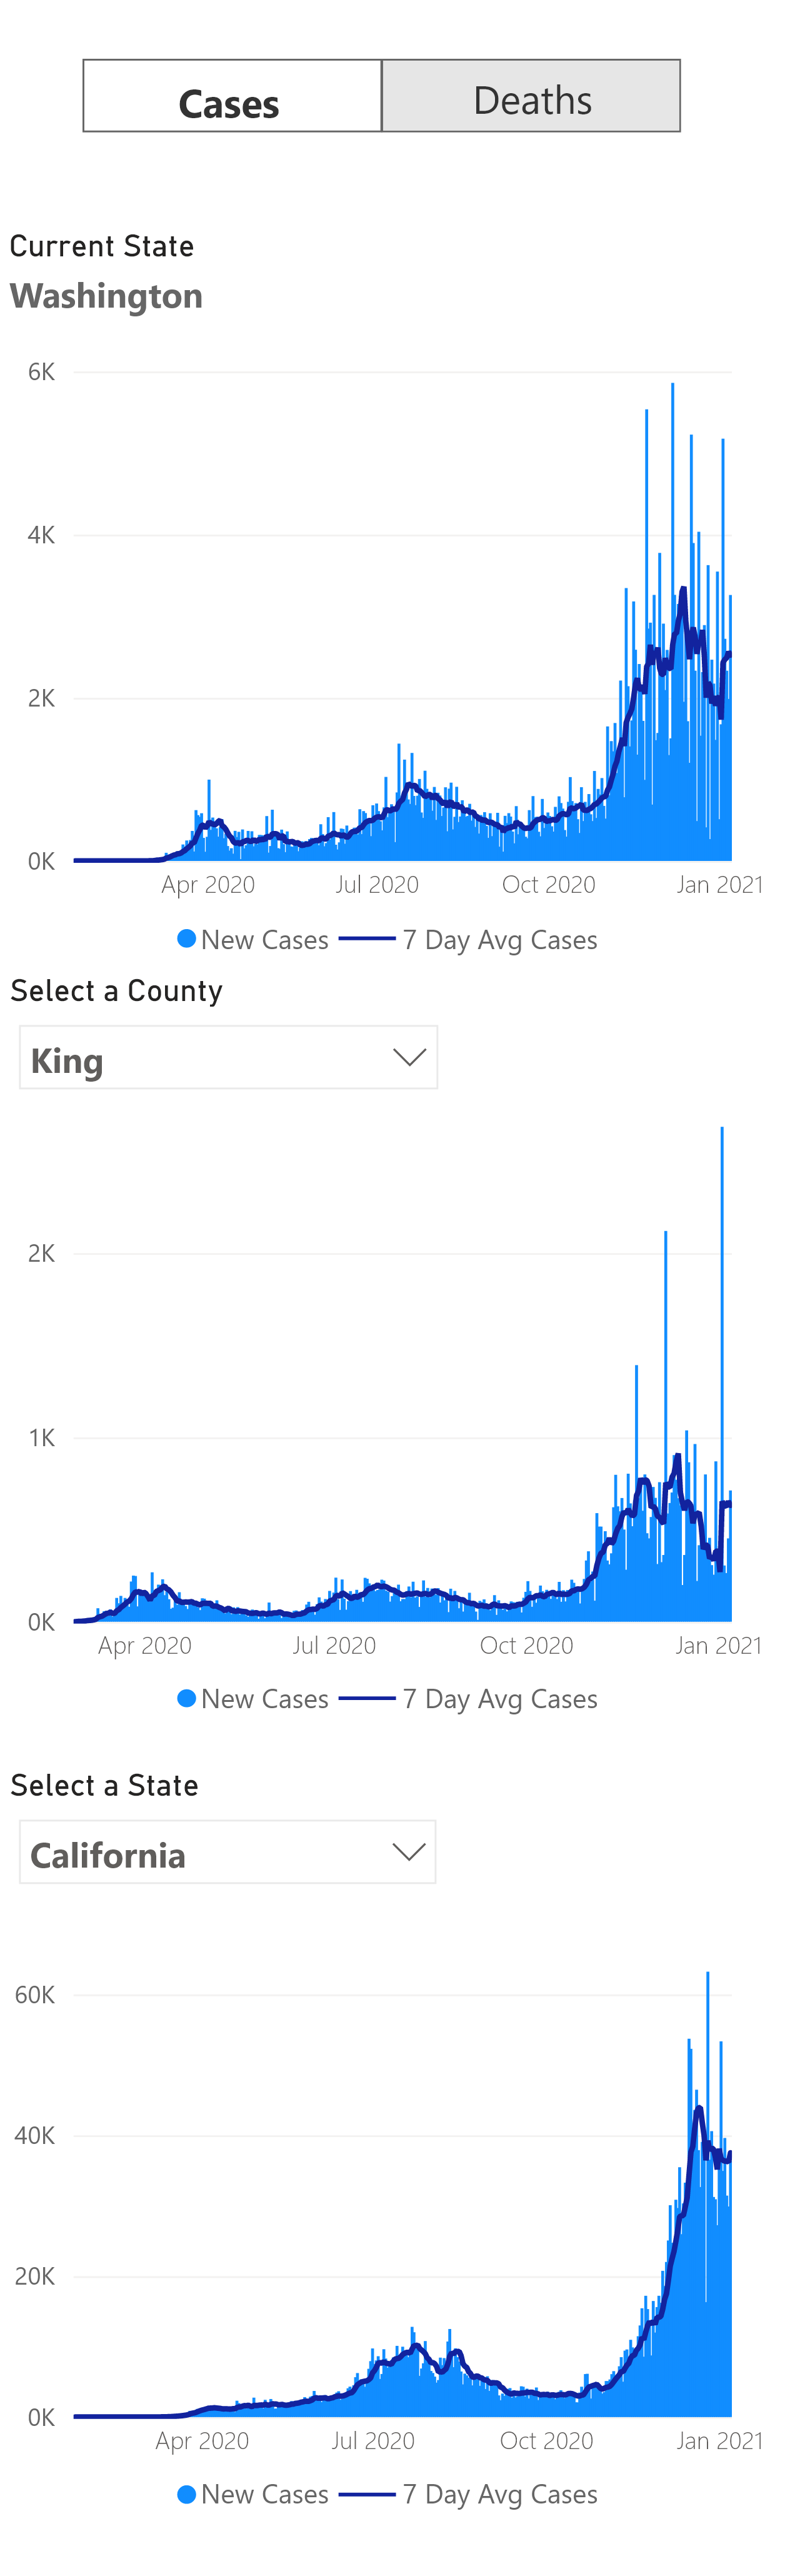 Cases Deaths
Current State
Washington
6K
4K
2K
0K
Apr 2020 Jul 2020 Oct 2020 Jan 2021
New Cases 7 Day Avg Cases
Select a County
King
2K
1K
0K
Apr 2020 Jul 2020 Oct 2020 Jan 2021
New Cases 7 Day Avg Cases
Select a State
California
60K
40K
20K
0K
Apr 2020 Jul 2020 Oct 2020 Jan 2021
New Cases 7 Day Avg Cases